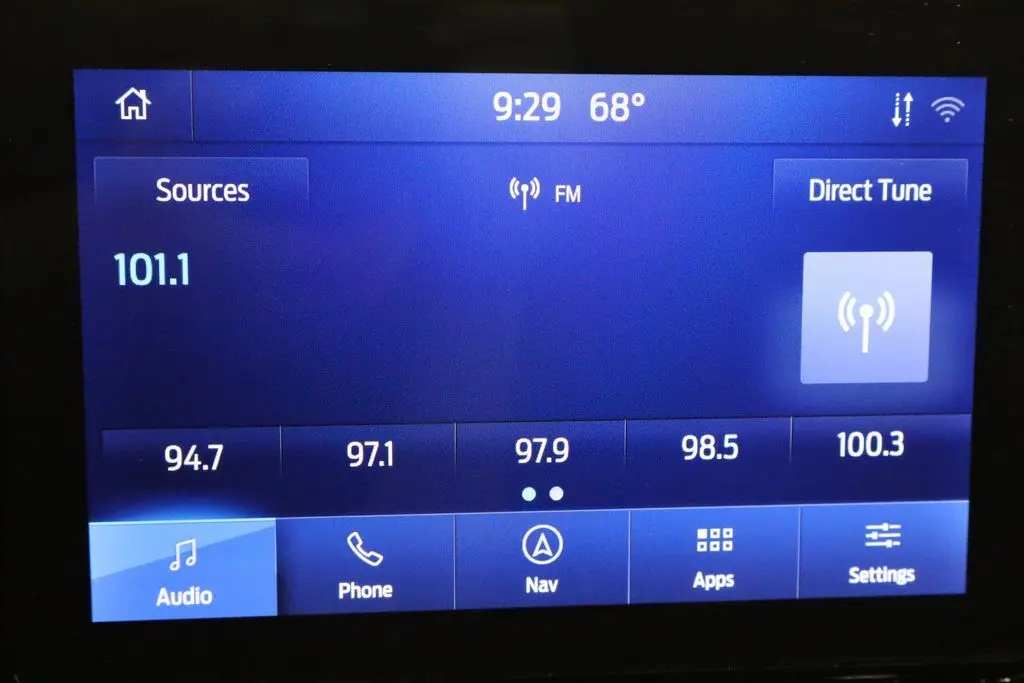 9:29 68°
Sources FM Direct Tune
101.1
94.7 97.1 97.9 98.5 100.3
Audio Phone Nav Apps Settings